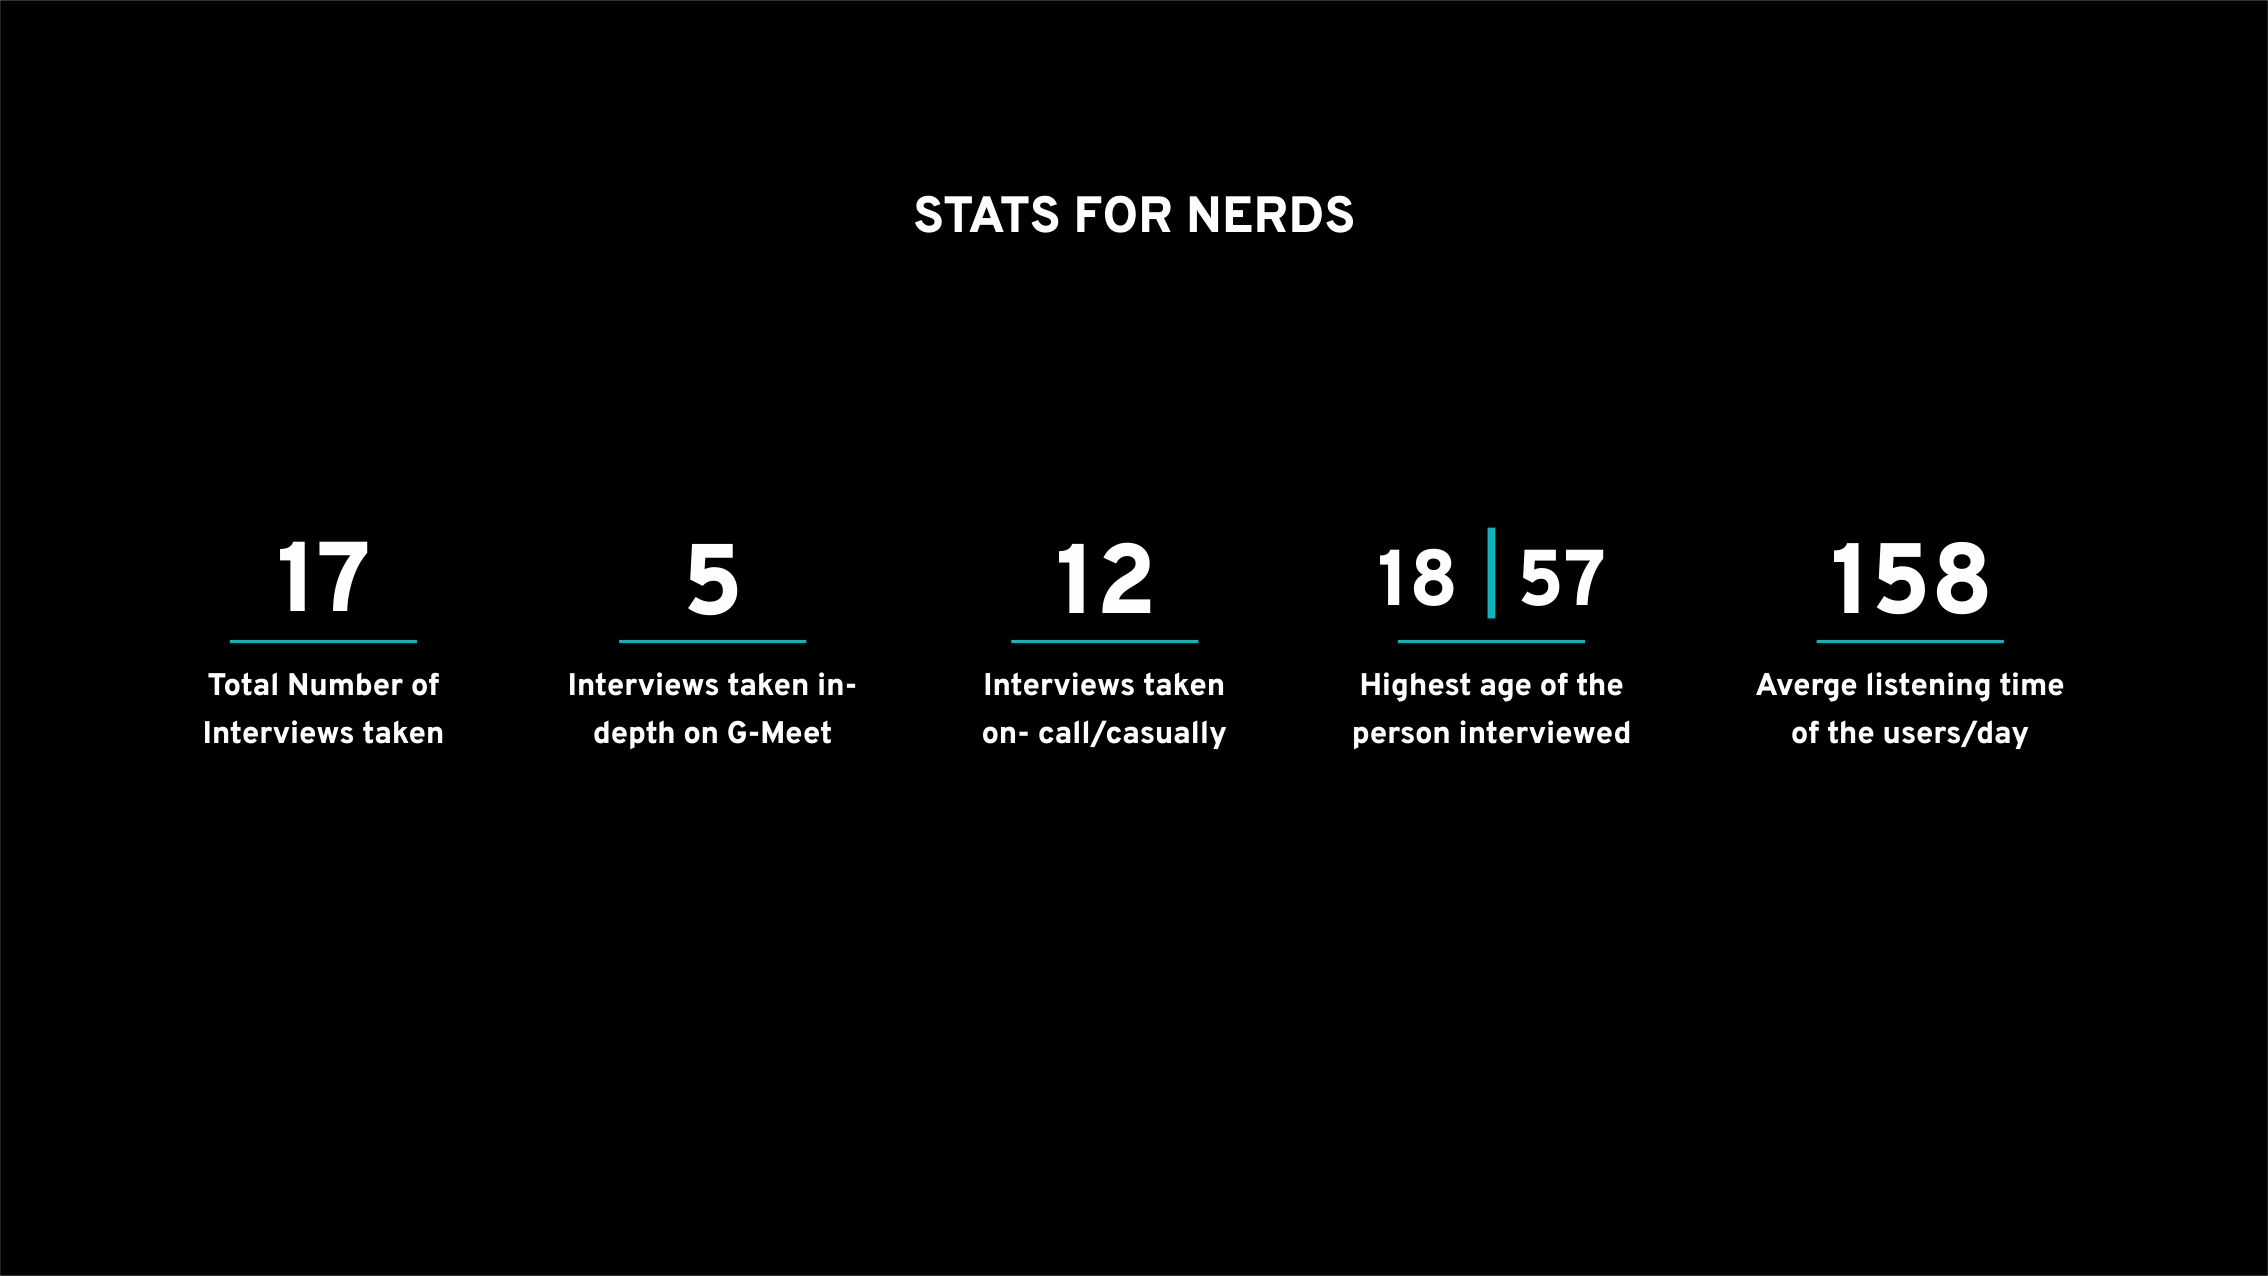 STATS FOR NERDS
17
Total Number of
Interviews taken
5
Interviews taken in-
depth on G-Meet
12
Interviews taken
on- call/casually
18 | 57
Highest age of the
person interviewed
158
Averge listening time
of the users/day